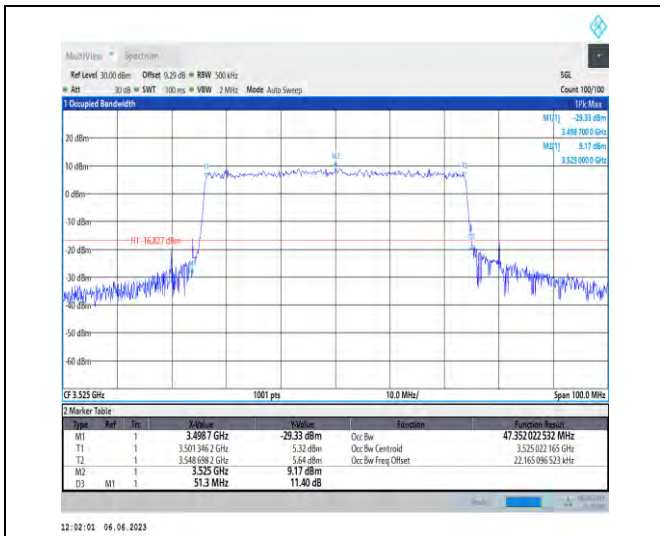 MultiView Spectrum
Ref Level 30.00 dBm Offset 9.29 dB RBW 500 kHz SGL
Att 30 dB SWT 100 ms VBW 2 MHz Mode Auto Sweep Count 100/100
1 Occupied Bandwidth 1Pk Max
M1[1] -29.33 dBm
3.498 700 0 GHz
M2[1] 9.17 dBm
3.525 000 0 GHz
20 dBm
M2
10 dBm
T1 T2
0 dBm
-10 dBm
H1 -16.827 dBm
-20 dBm
-30 dBm
-50 dBm
-60 dBm
CF 3.525 GHz 1001 pts 10.0 MHz/ Span 100.0 MHz
2 Marker Table
Type Ref Trc X-Value Y-Value Function Function Result
M1 1 3.4987 GHz -29.33 dBm Occ Bw 47.352 022 532 MHz
T1 1 3.501 346 2 GHz 5.32 dBm Occ Bw Centroid 3.525 022 165 GHz
T2 1 3.548 698 2 GHz 5.64 dBm Occ Bw Freq Offset 22.165 096 523 kHz
M2 1 3.525 GHz 9.17 dBm
D3 M1 1 51.3 MHz 11.40 dB
12:02:01 06.06.2023